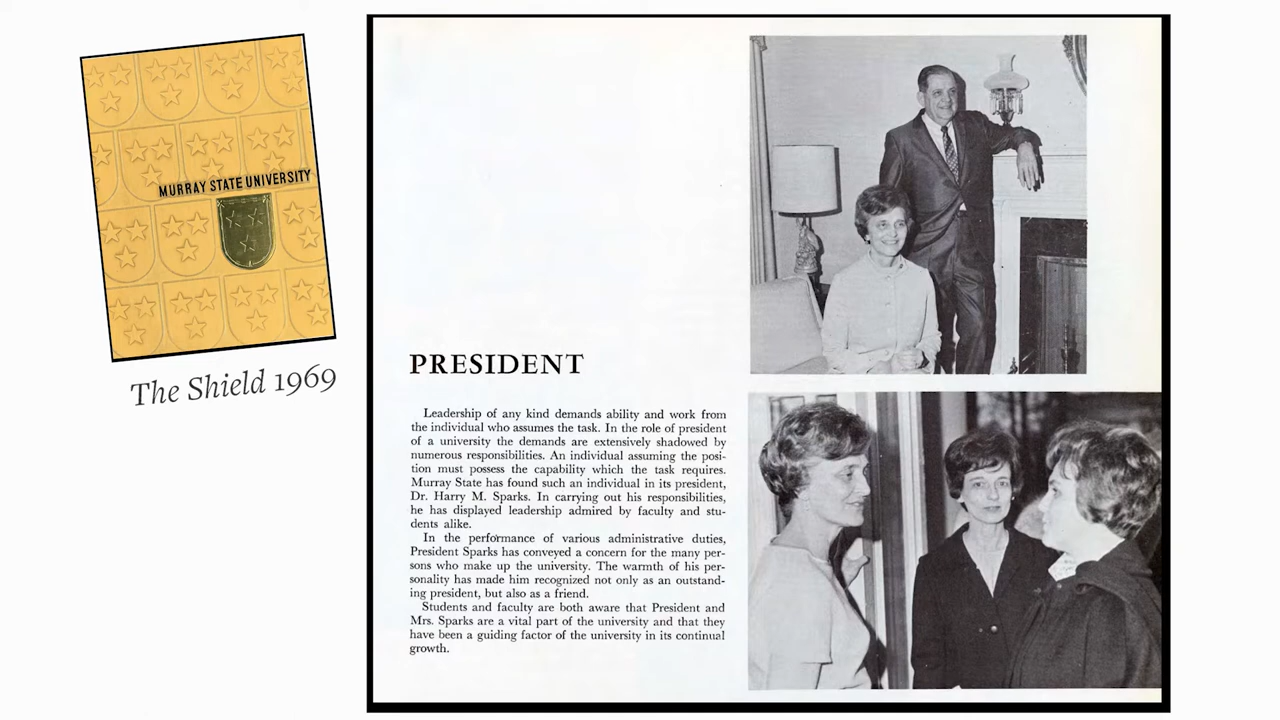 MURRAY STATE UNIVERSITY
The Shield 1969
PRESIDENT
Leadership of any kind demands ability and work from
the individual who assumes the task. In the role of president
of a university the demands are extensively shadowed by
numerous responsibilities. An individual assuming the posi-
tion must possess the capability which the task requires.
Murray State has found such an individual in its president,
Dr. Harry M. Sparks. In carrying out his responsibilities,
he has displayed leadership admired by faculty and stu-
dents alike.
In the performance of various administrative duties,
President Sparks has conveyed a concern for the many per-
sons who make up the university. The warmth of his per-
sonality has made him recognized not only as an outstand-
ing president, but also as a friend.
Students and faculty are both aware that President and
Mrs. Sparks are a vital part of the university and that they
have been a guiding factor of the university in its continual
growth.